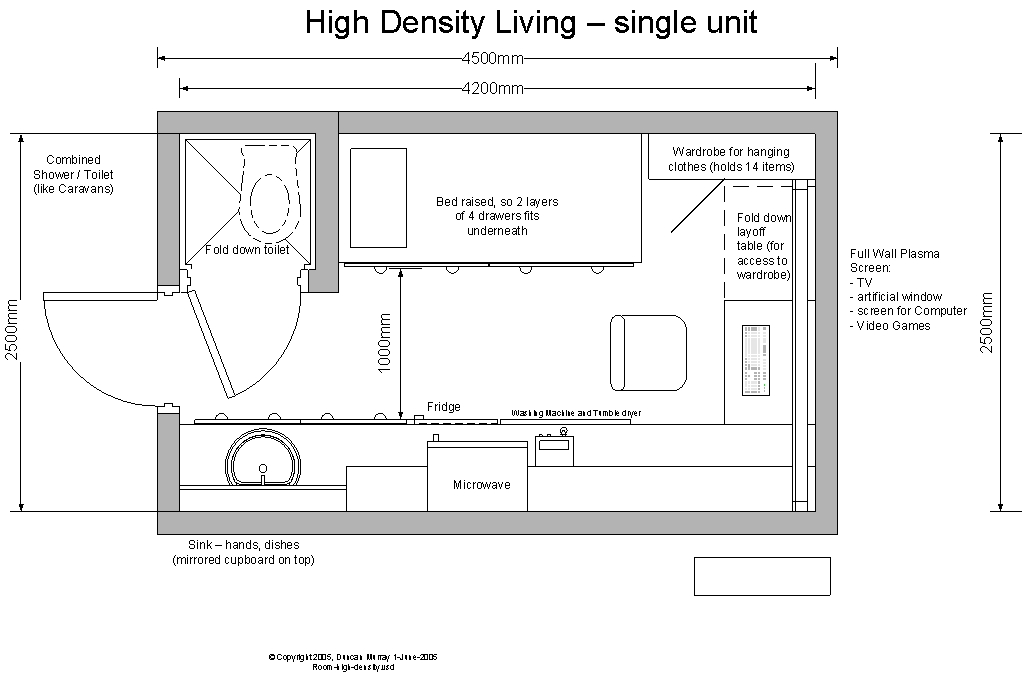 High Density Living – single unit
4500mm
4200mm
Combined
Shower / Toilet
(like Caravans)
Fold down toilet
Bed raised, so 2 layers
of 4 drawers fits
underneath
Wardrobe for hanging
clothes (holds 14 items)
Fold down
layoff
table (for
access to
wardrobe)
Full Wall Plasma
Screen:
- TV
- artificial window
- screen for Computer
- Video Games
2500mm
1000mm
2500mm
Fridge
Washing Machine and Tumble dryer
Microwave
Sink – hands, dishes
(mirrored cupboard on top)
© Copyright 2005, Duncan Murray 1-June-2005
Room-high-density.vsd